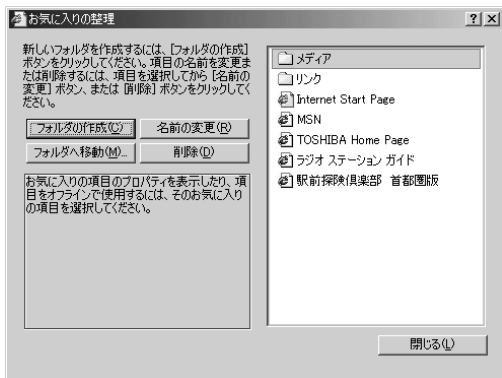 お気に入りの整理
新しいフォルダを作成するには、[フォルダの作成]
ボタンをクリックしてください。項目の名前を変更ま
たは削除するには、項目を選択してから [名前の
変更] ボタン、または [削除] ボタンをクリックしてく
ださい。
フォルダの作成(C)
名前の変更(R)
フォルダへ移動(M)...
削除(D)
お気に入りの項目のプロパティを表示したり、項
目をオフラインで使用するには、そのお気に入り
の項目を選択してください。
メディア
リンク
Internet Start Page
MSN
TOSHIBA Home Page
ラジオ ステーション ガイド
駅前探険倶楽部 首都圏版
閉じる(L)